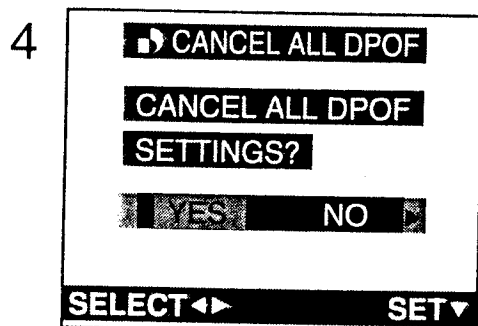 4
CANCEL ALL DPOF
CANCEL ALL DPOF
SETTINGS?
YES NO
SELECT◀▶ SET▼